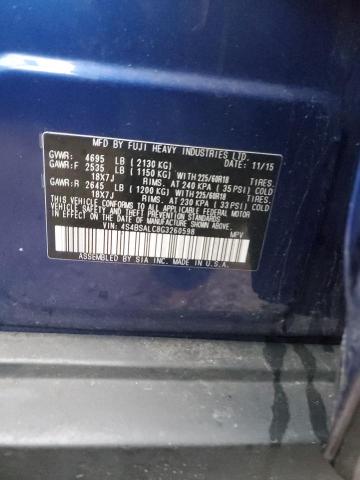 MFD. BY FUJI HEAVY INDUSTRIES LTD.
GVWR: 4695 LB (2130 KG) DATE: 11/15
GAWR:F 2535 LB (1150 KG) WITH 225/60R18 TIRES.
18X7J RIMS. AT 240 KPA (35 PSI) COLD
GAWR:R 2645 LB (1200 KG) WITH 225/60R18 TIRES.
18X7J RIMS. AT 230 KPA (33 PSI) COLD
THIS VEHICLE CONFORMS TO ALL APPLICABLE FEDERAL MOTOR
VEHICLE SAFETY AND THEFT PREVENTION STANDARDS IN
EFFECT ON THE DATE OF MANUFACTURE SHOWN ABOVE.
VIN: 4S4BSALC8G3260598
ASSEMBLED BY SIA INC. MADE IN U.S.A.